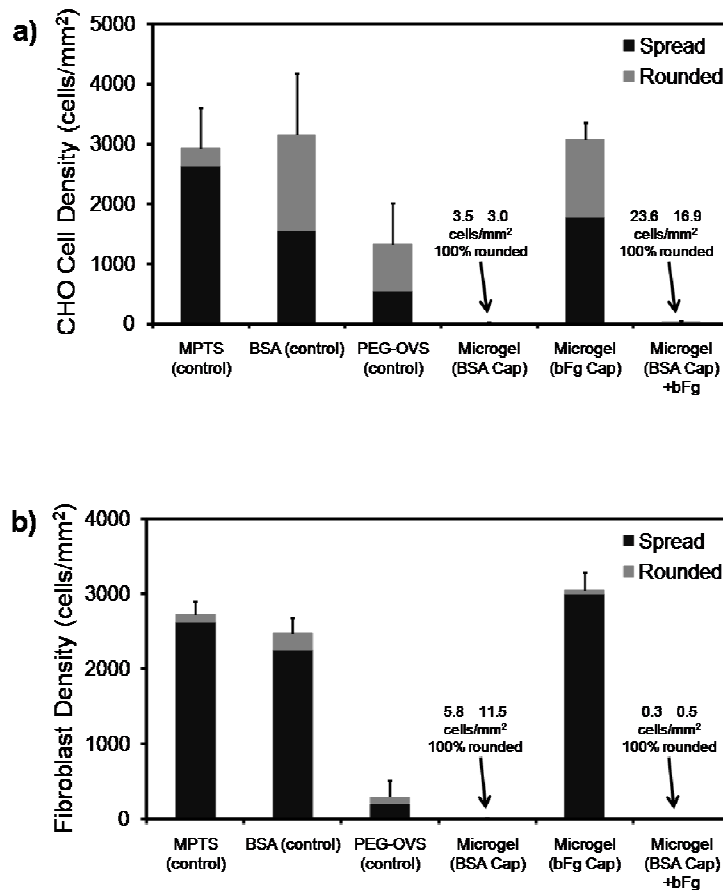 a)
CHO Cell Density (cells/mm²)
5000
4000
3000
2000
1000
0
Spread
Rounded
3.5 3.0
cells/mm²
100% rounded
23.6 16.9
cells/mm²
100% rounded
MPTS
(control)
BSA (control)
PEG-OVS
(control)
Microgel
(BSA Cap)
Microgel
(bFg Cap)
Microgel
(BSA Cap)
+bFg
b)
Fibroblast Density (cells/mm²)
4000
3000
2000
1000
0
Spread
Rounded
5.8 11.5
cells/mm²
100% rounded
0.3 0.5
cells/mm²
100% rounded
MPTS
(control)
BSA (control)
PEG-OVS
(control)
Microgel
(BSA Cap)
Microgel
(bFg Cap)
Microgel
(BSA Cap)
+bFg